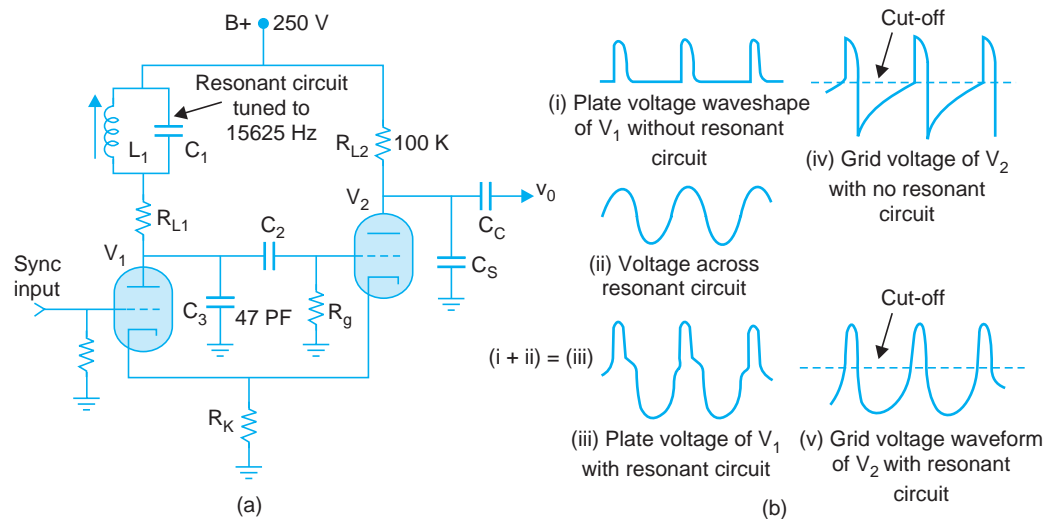 B+ 250 V
Resonant circuit
tuned to
15625 Hz
L1
C1
RL2
100 K
RL1
V1
V2
C2
CC
v0
CS
Sync
input
C3
47 PF
Rg
RK
(a)
(i) Plate voltage waveshape
of V1 without resonant
circuit
Cut-off
(iv) Grid voltage of V2
with no resonant
circuit
(ii) Voltage across
resonant circuit
(i + ii) = (iii)
(iii) Plate voltage of V1
with resonant circuit
Cut-off
(v) Grid voltage waveform
of V2 with resonant
circuit
(b)